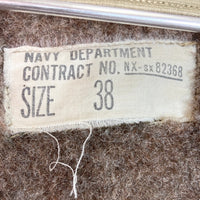 NAVY DEPARTMENT
CONTRACT NO. NX-sx 82368
SIZE 38